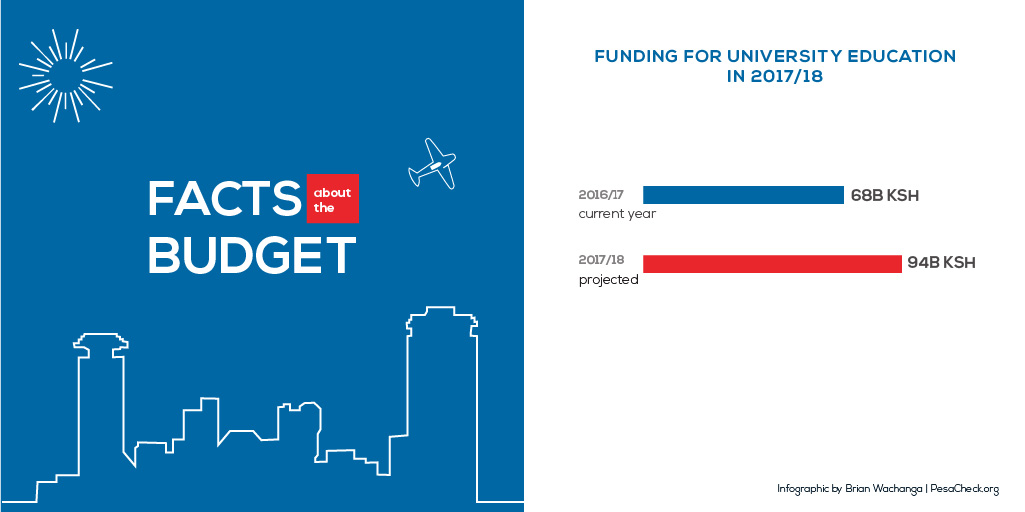 FACTS about
the
BUDGET
FUNDING FOR UNIVERSITY EDUCATION
IN 2017/18
2016/17
current year
68B KSH
2017/18
projected
94B KSH
Infographic by Brian Wachanga | PesaCheck.org